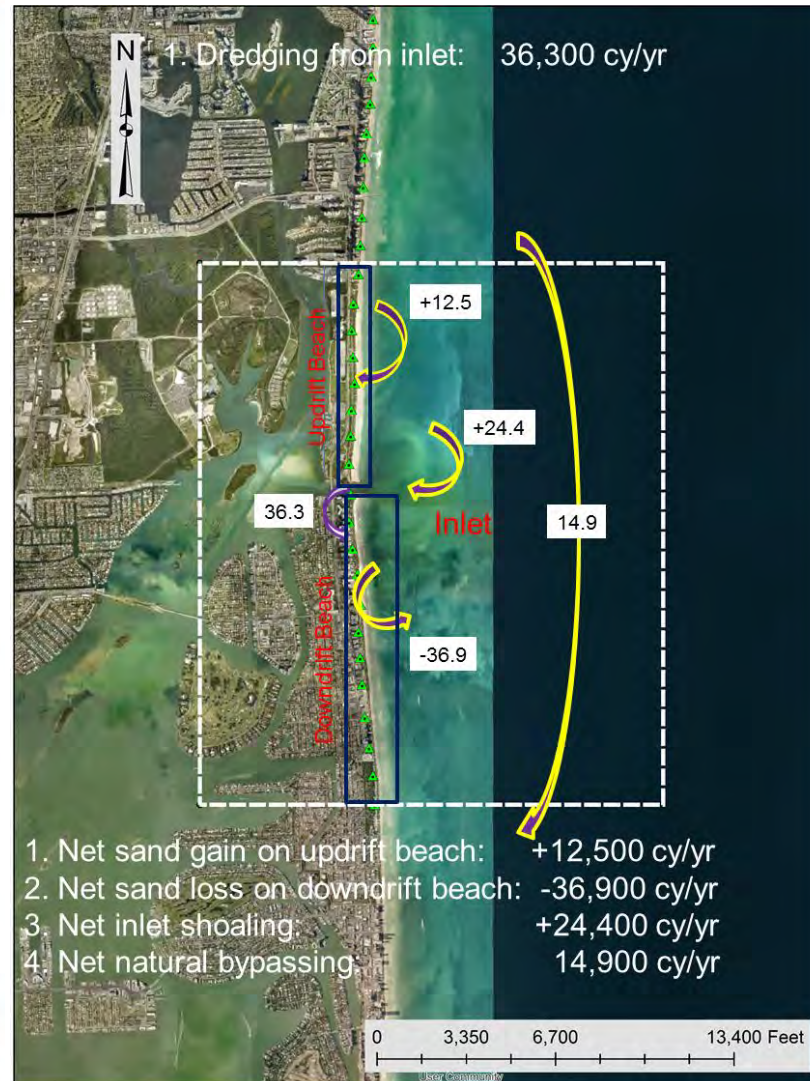 1. Dredging from inlet: 36,300 cy/yr
N
+12.5
Updrift Beach
+24.4
36.3
Inlet
14.9
Downdrift Beach
-36.9
1. Net sand gain on updrift beach: +12,500 cy/yr
2. Net sand loss on downdrift beach: -36,900 cy/yr
3. Net inlet shoaling: +24,400 cy/yr
4. Net natural bypassing: 14,900 cy/yr
0 3,350 6,700 13,400 Feet
User Community